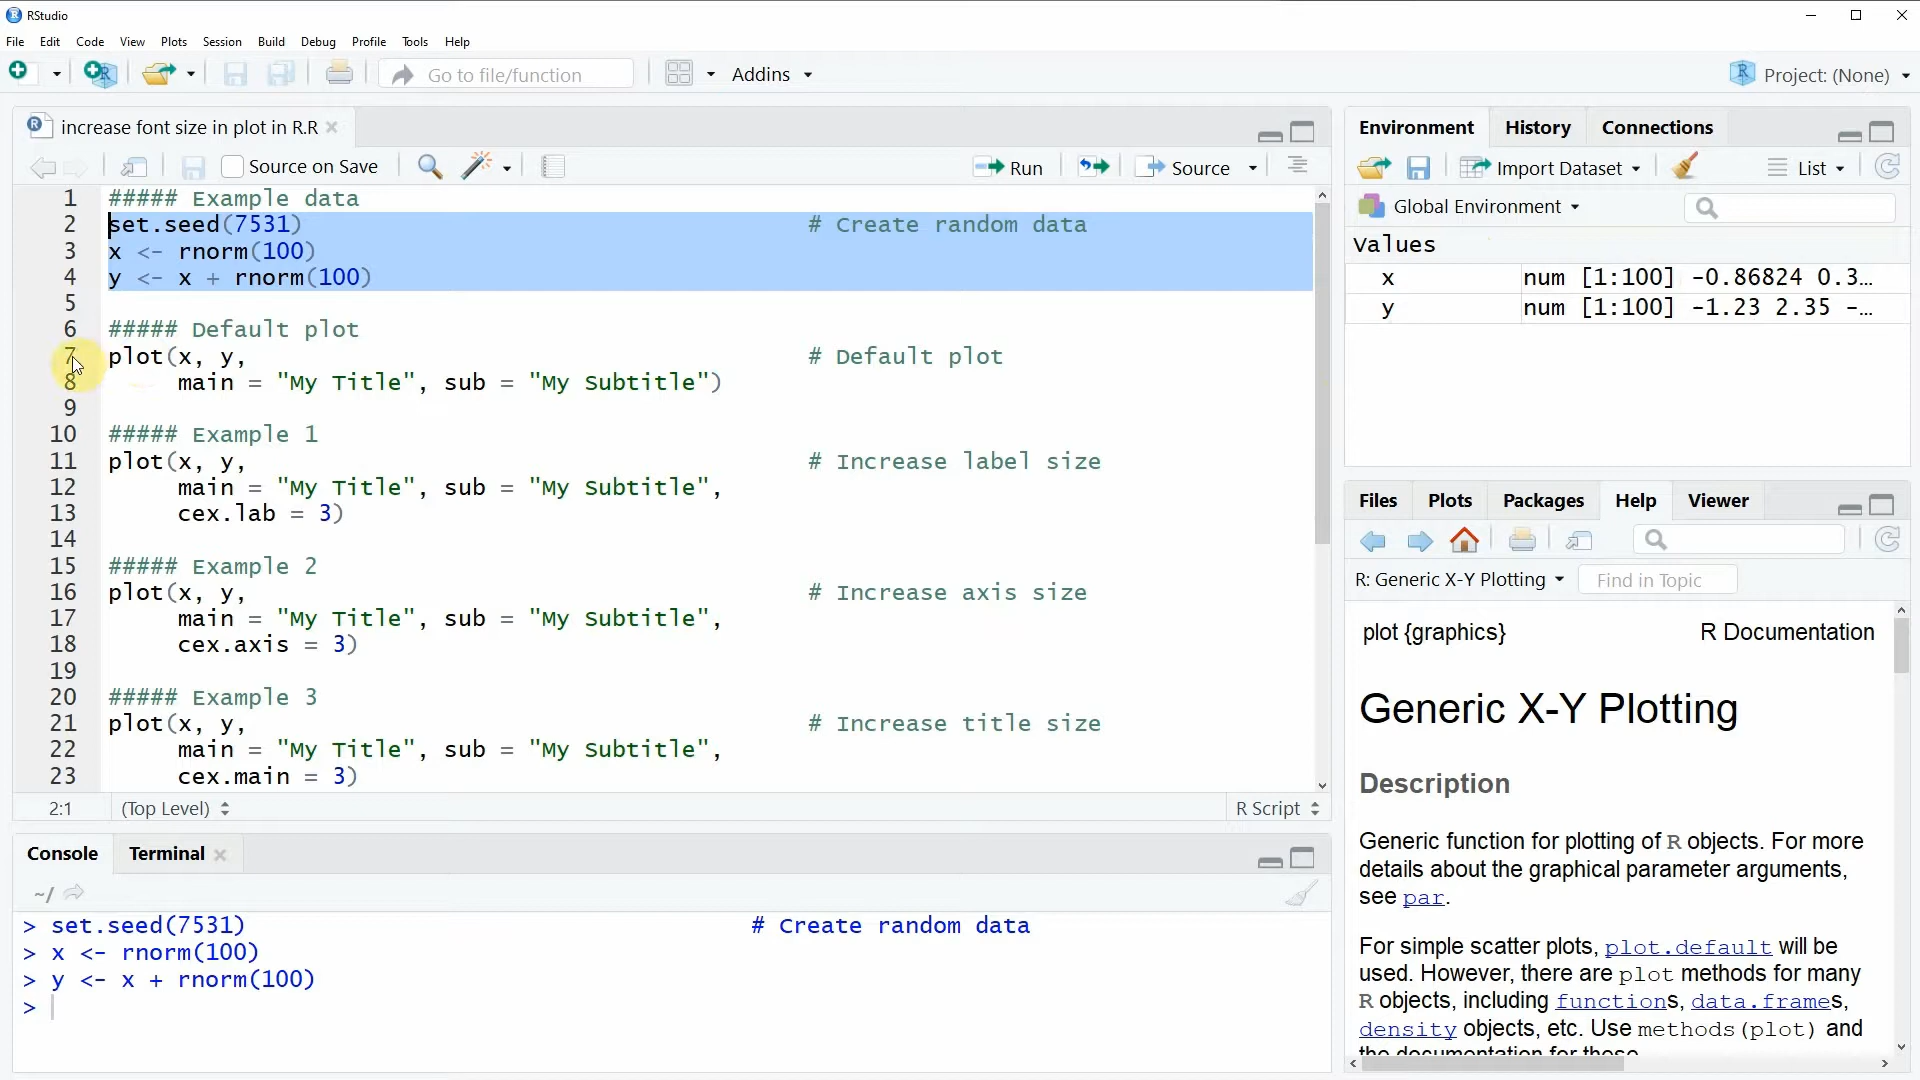 RStudio
File Edit Code View Plots Session Build Debug Profile Tools Help
Go to file/function Addins Project: (None)
increase font size in plot in R.R
Source on Save Run Source
1 ##### Example data
2 set.seed(7531) # Create random data
3 x <- rnorm(100)
4 y <- x + rnorm(100)
5
6 ##### Default plot
7 plot(x, y, # Default plot
8 main = "My Title", sub = "My Subtitle")
9
10 ##### Example 1
11 plot(x, y, # Increase label size
12 main = "My Title", sub = "My Subtitle",
13 cex.lab = 3)
14
15 ##### Example 2
16 plot(x, y, # Increase axis size
17 main = "My Title", sub = "My Subtitle",
18 cex.axis = 3)
19
20 ##### Example 3
21 plot(x, y, # Increase title size
22 main = "My Title", sub = "My Subtitle",
23 cex.main = 3)
2:1 (Top Level) R Script
Console Terminal
~/
> set.seed(7531) # Create random data
> x <- rnorm(100)
> y <- x + rnorm(100)
>
Environment History Connections
Import Dataset List
Global Environment
Values
x num [1:100] -0.86824 0.3...
y num [1:100] -1.23 2.35 -...
Files Plots Packages Help Viewer
R: Generic X-Y Plotting Find in Topic
plot {graphics} R Documentation
Generic X-Y Plotting
Description
Generic function for plotting of R objects. For more
details about the graphical parameter arguments,
see par.
For simple scatter plots, plot.default will be
used. However, there are plot methods for many
R objects, including functions, data.frames,
density objects, etc. Use methods(plot) and
the documentation for these